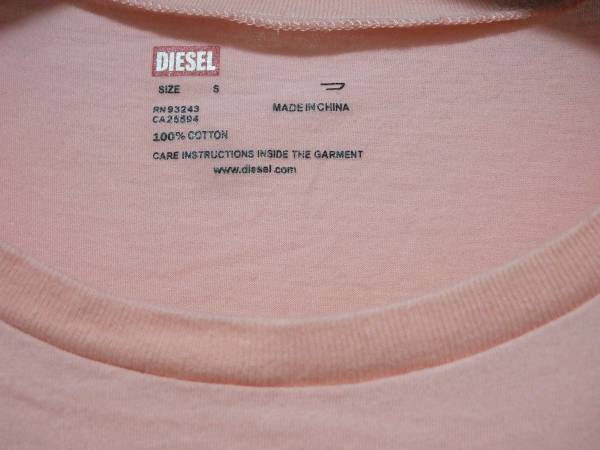 DIESEL
SIZE S
RN93243
CA25594
MADE IN CHINA
100% COTTON
CARE INSTRUCTIONS INSIDE THE GARMENT
www.diesel.com